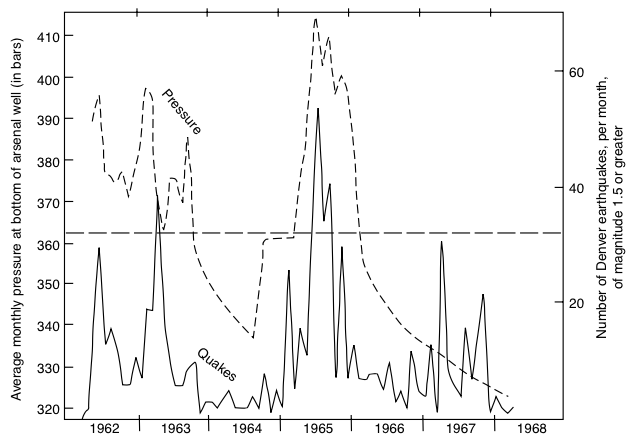 Average monthly pressure at bottom of arsenal well (in bars)
410
400
390
380
370
360
350
340
330
320
Pressure
Quakes
60
40
20
Number of Denver earthquakes, per month,
of magnitude 1.5 or greater
1962 1963 1964 1965 1966 1967 1968